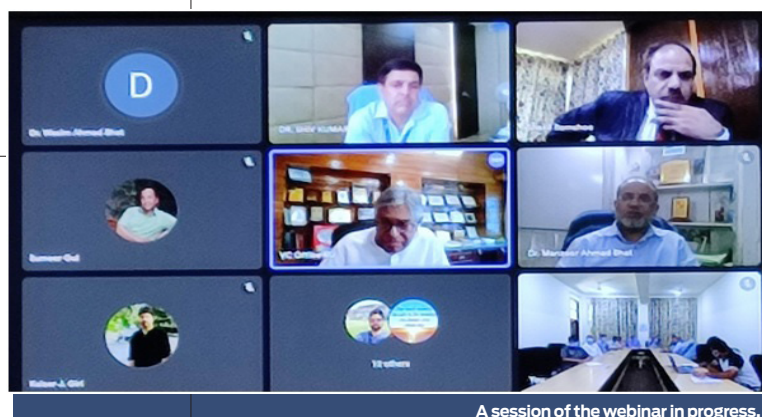 D
Dr. Wasim Ahmad Bhat
DR. SHIV KUMAR
Sumeer Gul
VC Office
Dr. Manzoor Ahmad Bhat
Kaiser J. Giri
12 others
A session of the webinar in progress.